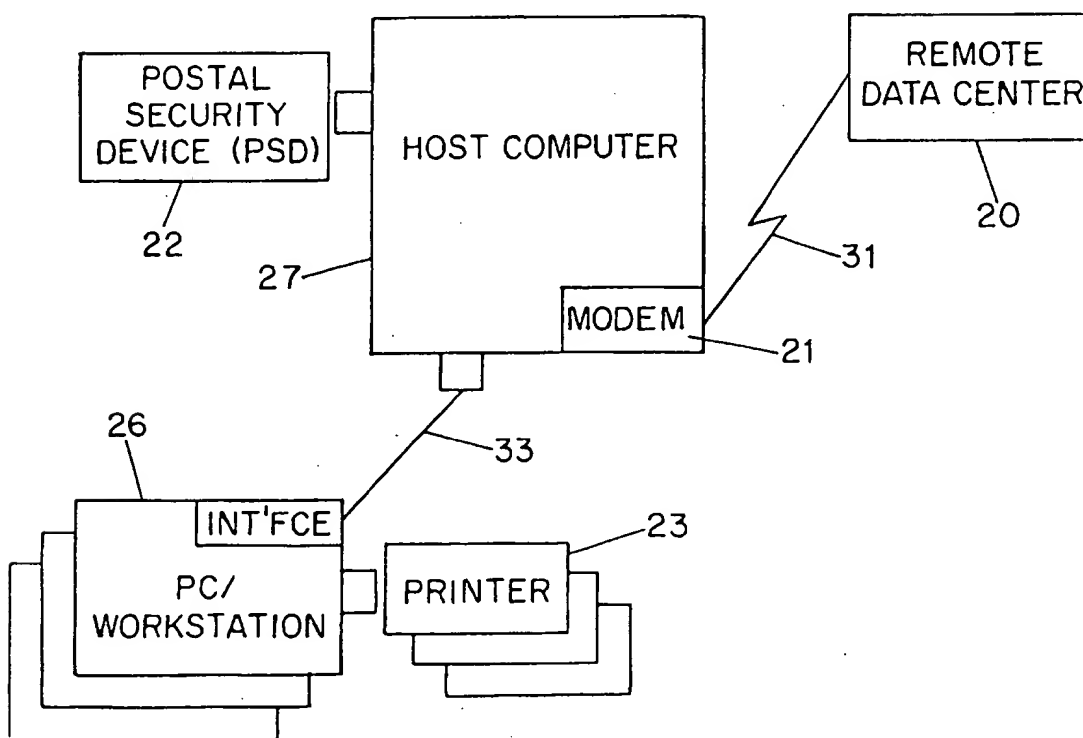 POSTAL
SECURITY
DEVICE (PSD)
22
HOST COMPUTER
27
MODEM
21
REMOTE
DATA CENTER
20
31
33
26
INT'FCE
PC/
WORKSTATION
PRINTER
23